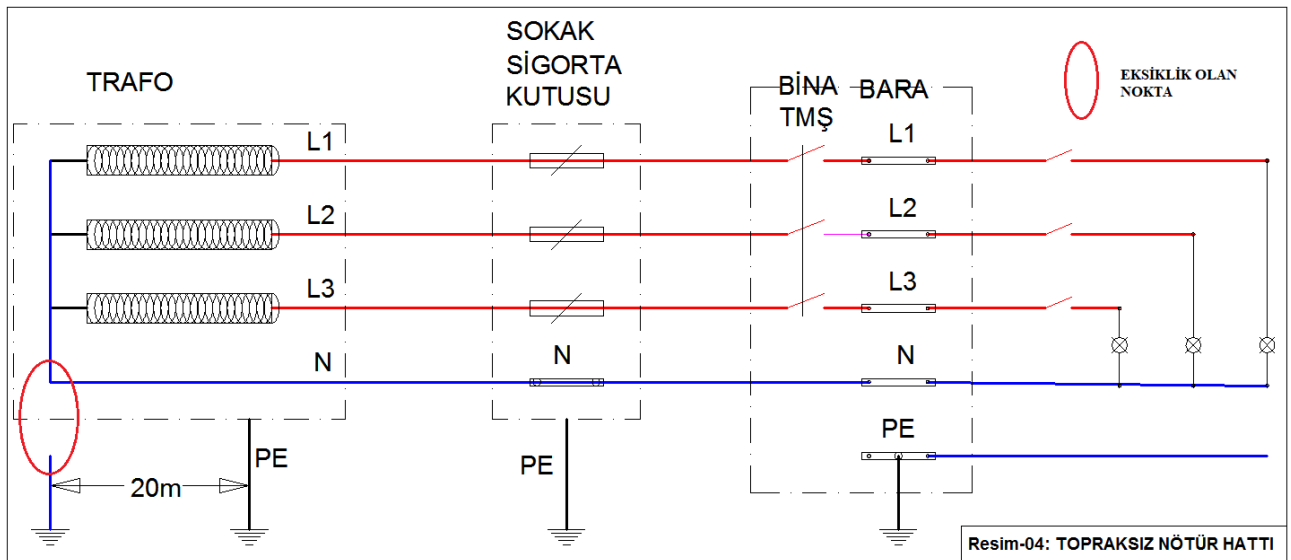 TRAFO
SOKAK
SİGORTA
KUTUSU
BİNA
TMŞ
BARA
EKSİKLİK OLAN
NOKTA
L1
L1
L2
L2
L3
L3
N
N
N
PE
PE
PE
20m
Resim-04: TOPRAKSIZ NÖTÜR HATTI